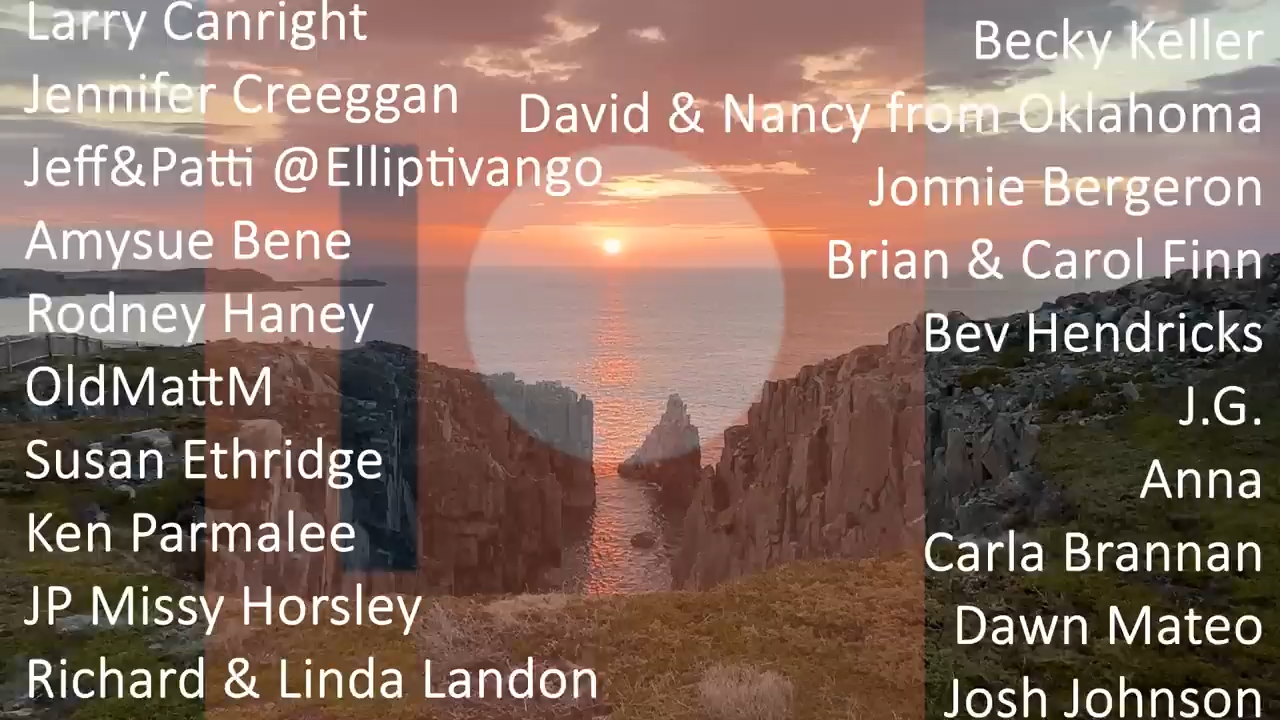 Larry Canright
Jennifer Creeggan
Jeff&Patti @Elliptivango
Amysue Bene
Rodney Haney
OldMattM
Susan Ethridge
Ken Parmalee
JP Missy Horsley
Richard & Linda Landon
Becky Keller
David & Nancy from Oklahoma
Jonnie Bergeron
Brian & Carol Finn
Bev Hendricks
J.G.
Anna
Carla Brannan
Dawn Mateo
Josh Johnson